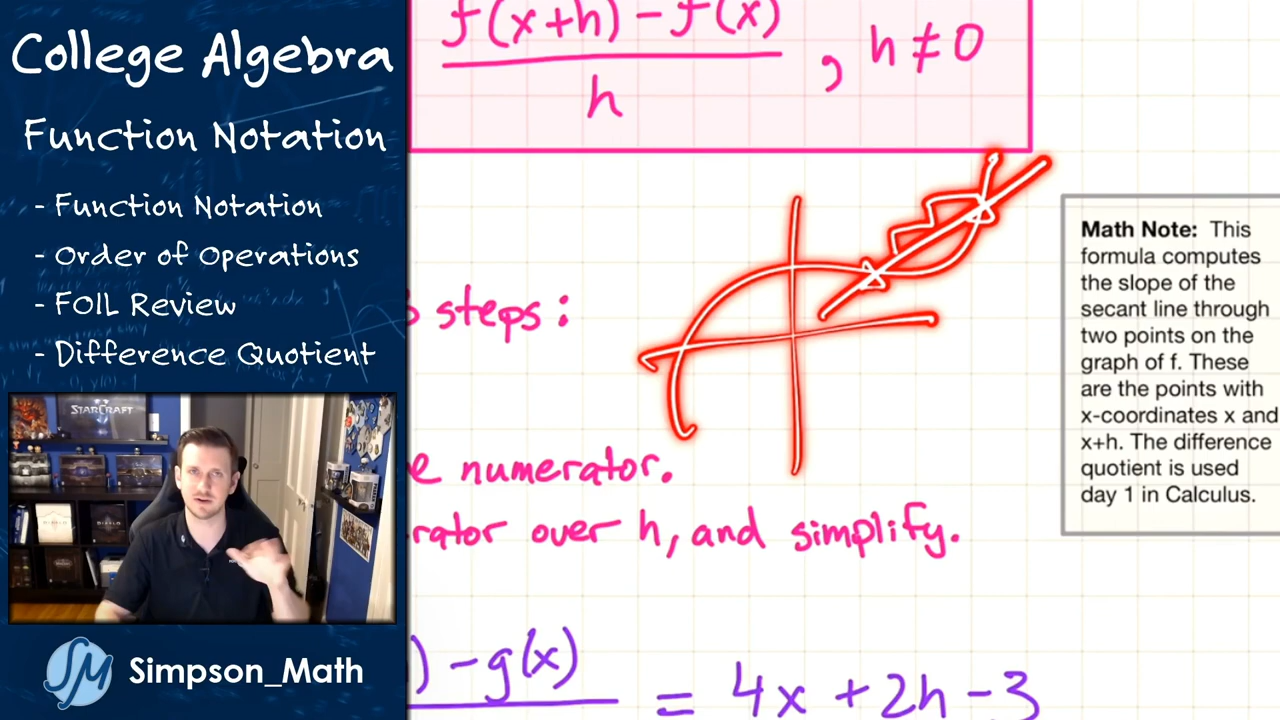 College Algebra
Function Notation
- Function Notation
- Order of Operations
- FOIL Review
- Difference Quotient
STARCRAFT
DIABLO
Simpson_Math
SM
f(x+h) - f(x)
h
, h ≠ 0
steps:
numerator.
over h, and simplify.
) - g(x)
= 4x + 2h - 3
Math Note: This
formula computes
the slope of the
secant line through
two points on the
graph of f. These
are the points with
x-coordinates x and
x+h. The difference
quotient is used
day 1 in Calculus.